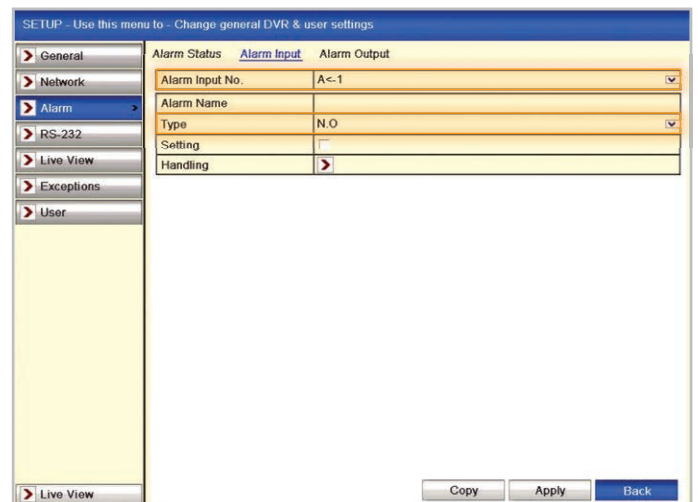 SETUP - Use this menu to - Change general DVR & user settings
General
Network
Alarm
RS-232
Live View
Exceptions
User
Live View
Alarm Status Alarm Input Alarm Output
Alarm Input No. A<-1
Alarm Name
Type N.O
Setting
Handling
Copy Apply Back